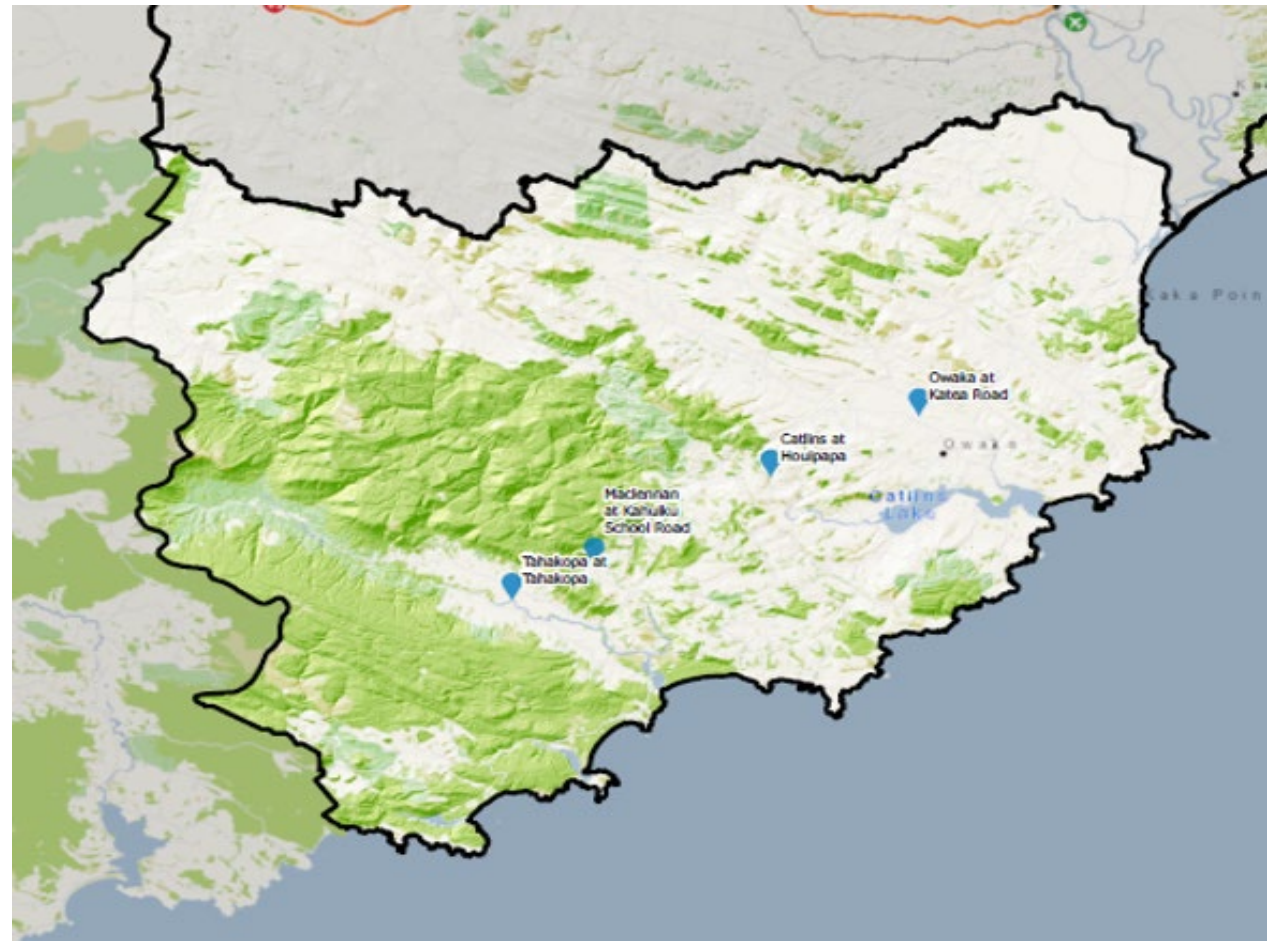 Kaka Poin
Owaka at
Katea Road
Owaka
Catlins at
Houipapa
Catlins
Lake
Maclennan
at Kahuiku
School Road
Tahakopa at
Tahakopa